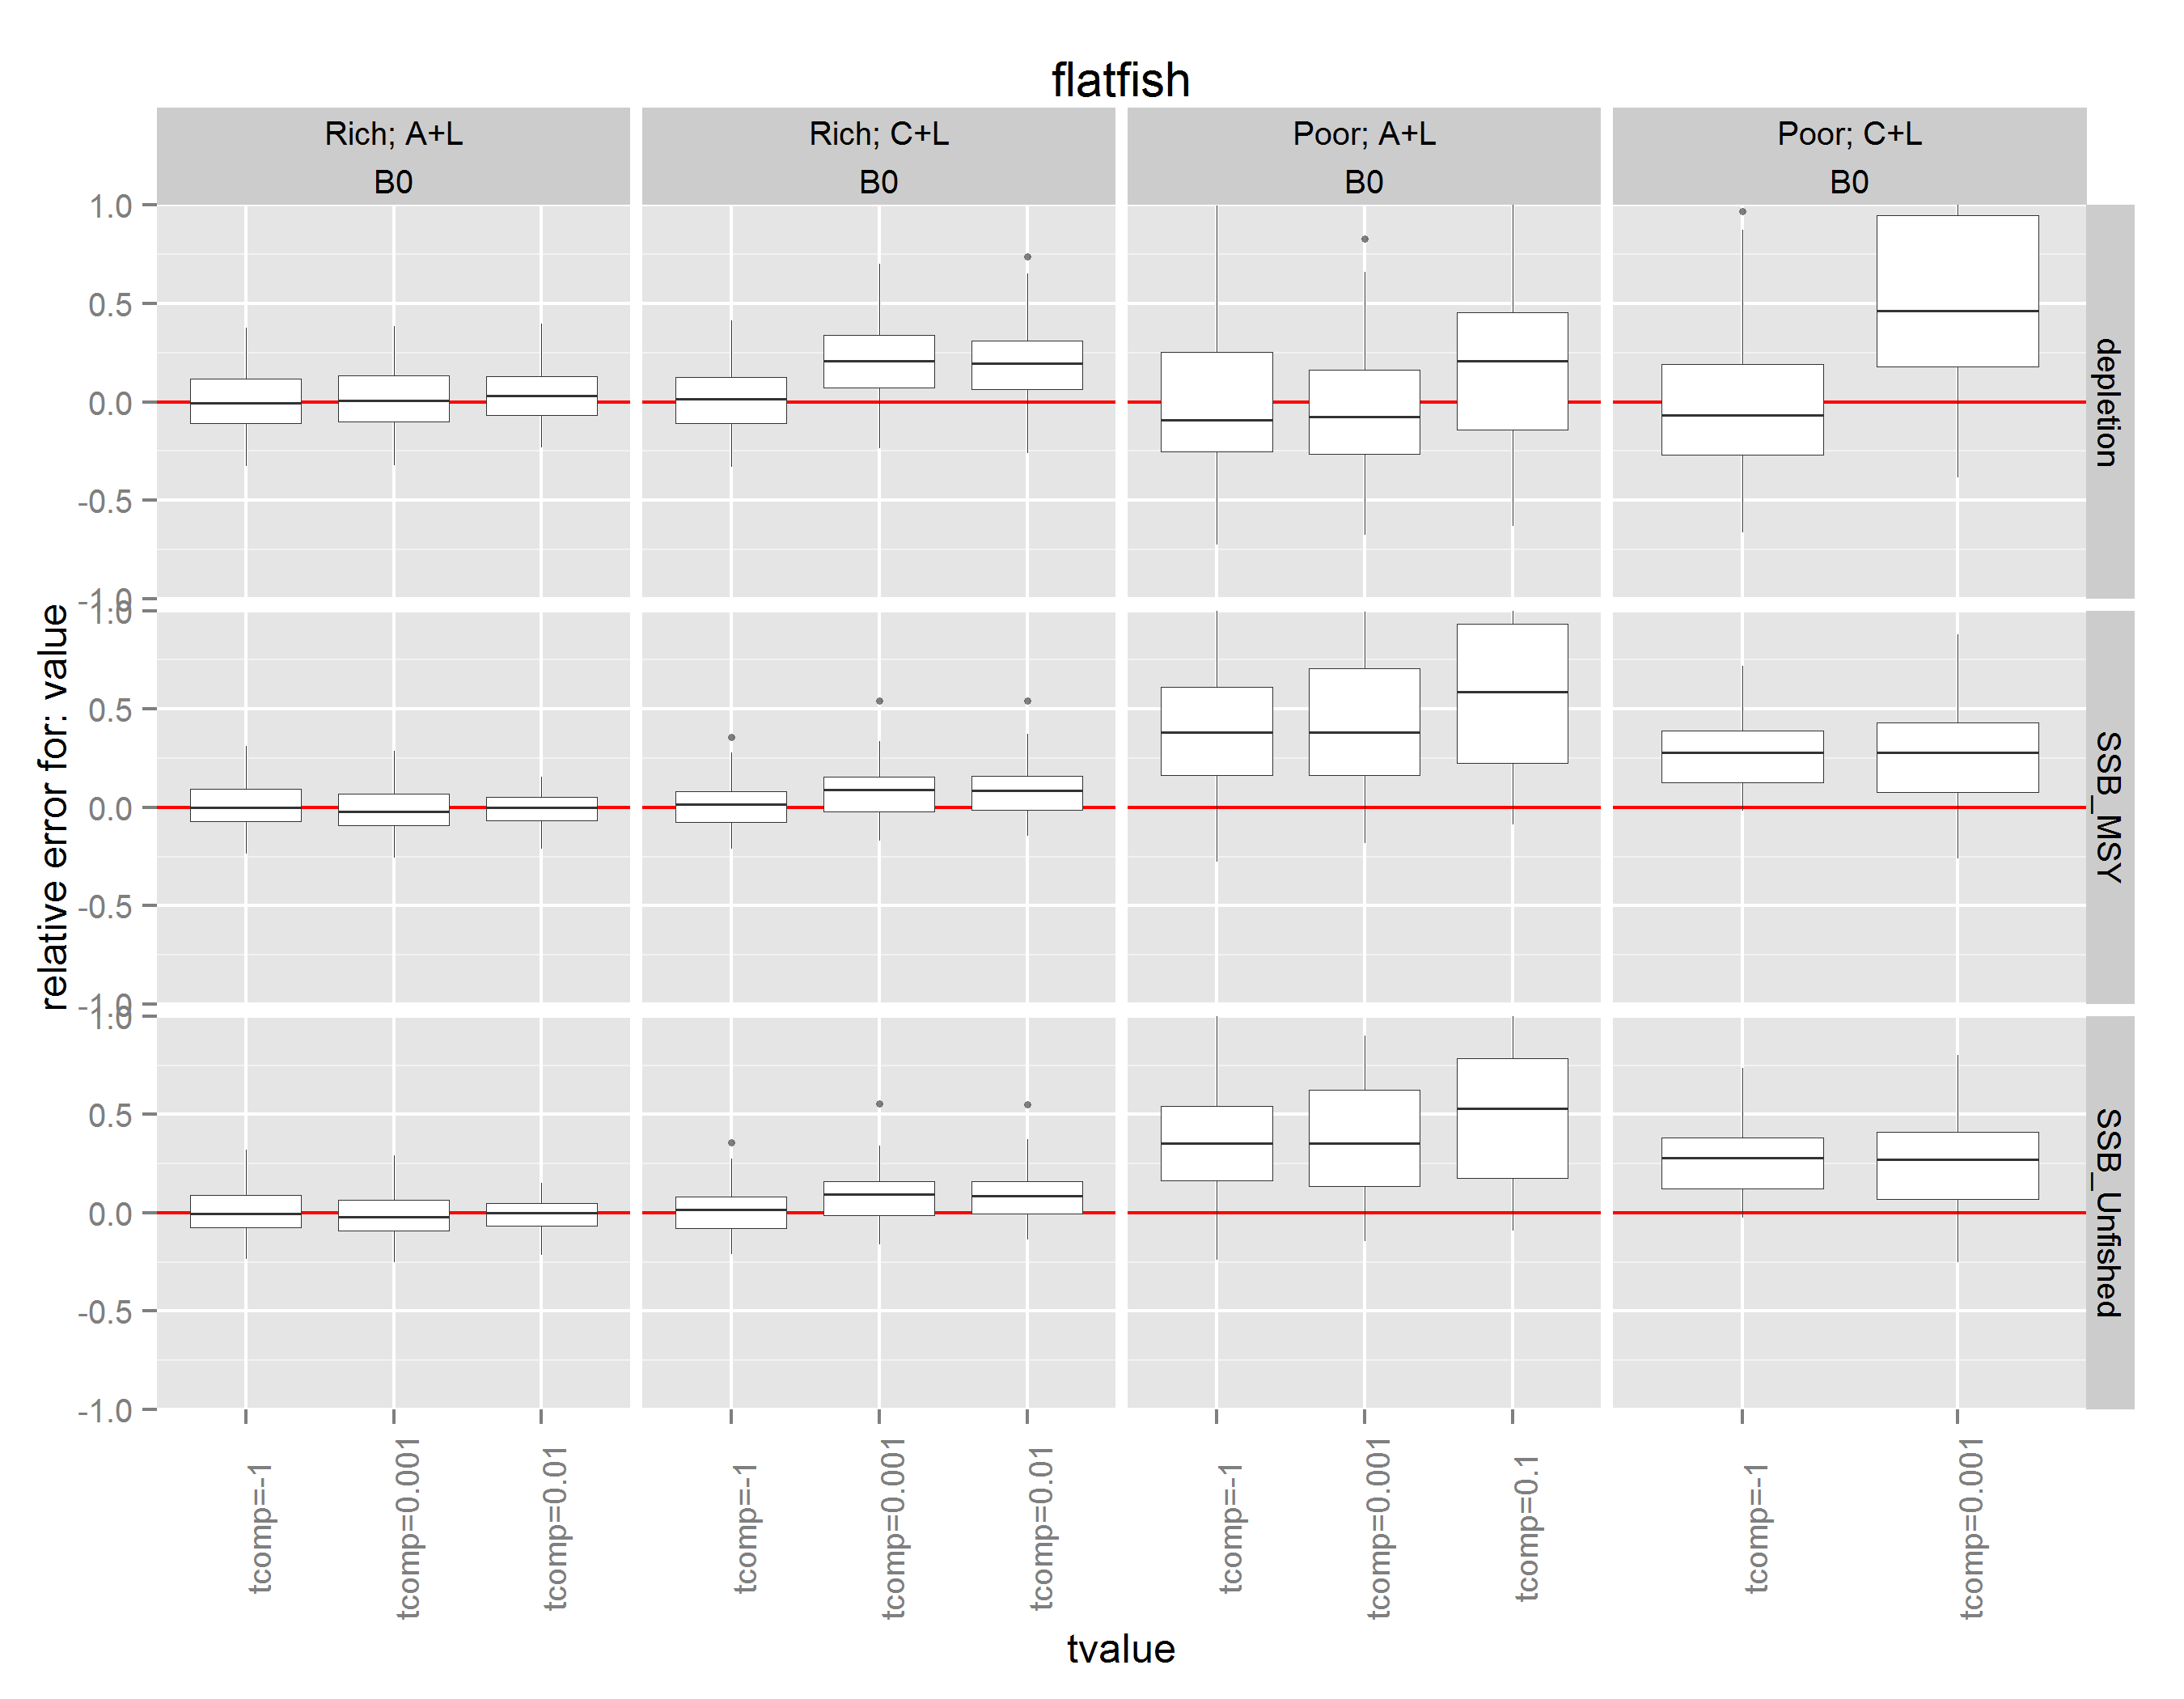 flatfish
Rich; A+L
B0
Rich; C+L
B0
Poor; A+L
B0
Poor; C+L
B0
1.0
0.5
0.0
-0.5
-1.0
depletion
1.0
0.5
0.0
-0.5
-1.0
SSB_MSY
1.0
0.5
0.0
-0.5
-1.0
SSB_Unfished
relative error for: value
tcomp=-1
tcomp=0.001
tcomp=0.01
tcomp=-1
tcomp=0.001
tcomp=0.01
tcomp=-1
tcomp=0.001
tcomp=0.1
tcomp=-1
tcomp=0.001
tvalue